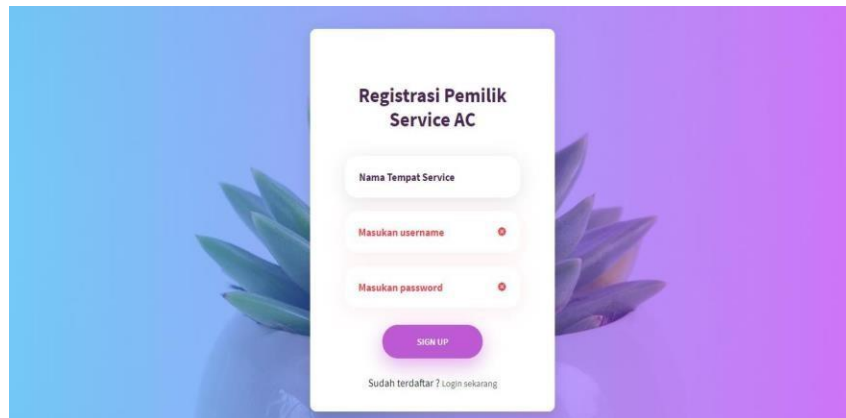 Registrasi Pemilik
Service AC
Nama Tempat Service
Masukan username
Masukan password
SIGN UP
Sudah terdaftar ? Login sekarang